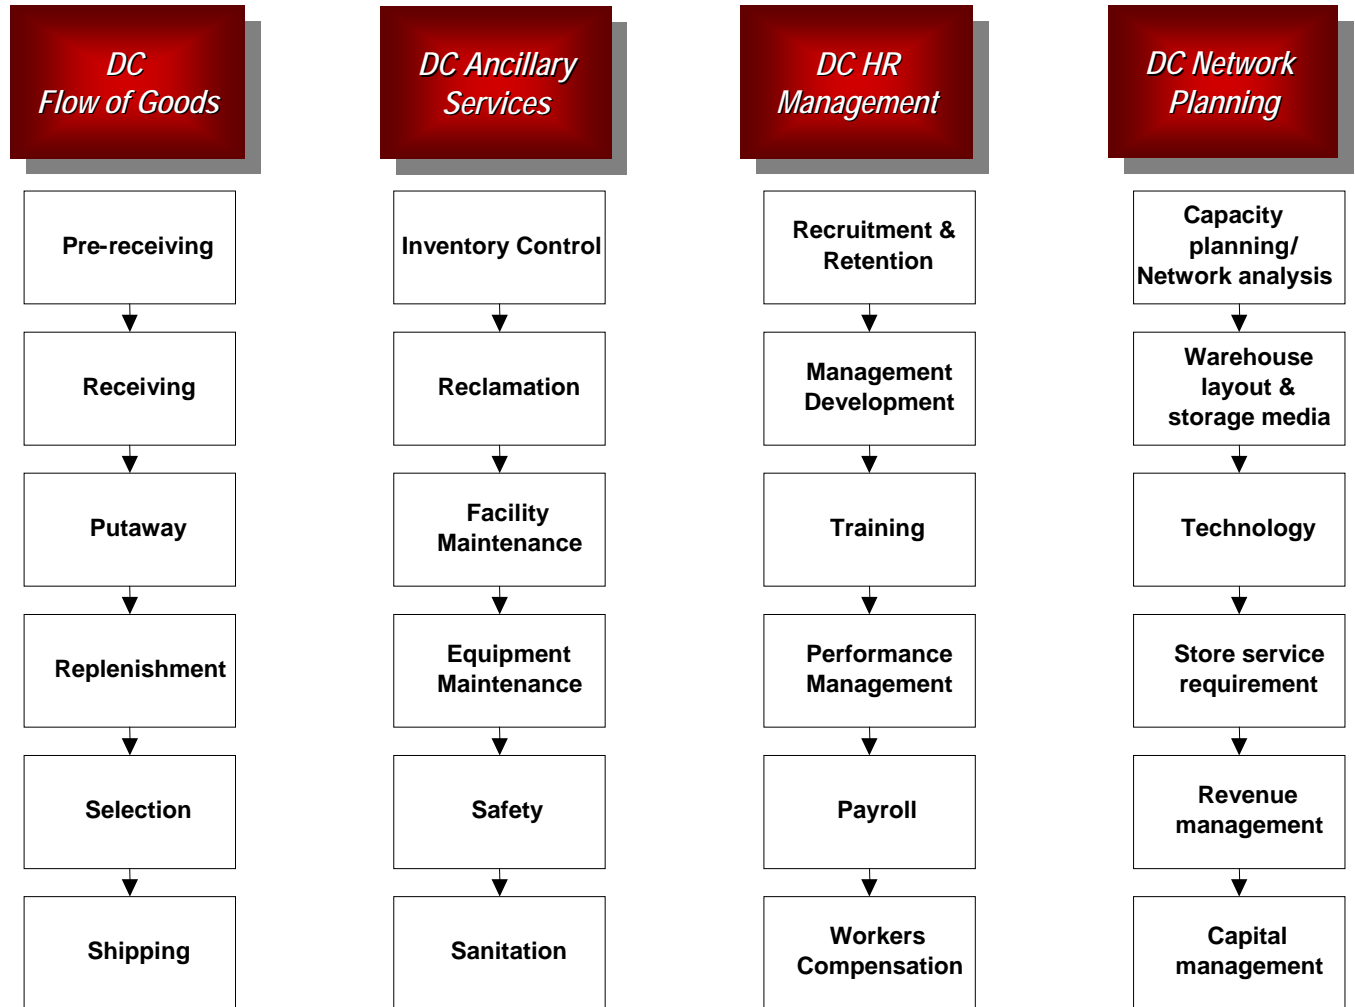 DC
Flow of Goods
Pre-receiving
Receiving
Putaway
Replenishment
Selection
Shipping
DC Ancillary
Services
Inventory Control
Reclamation
Facility
Maintenance
Equipment
Maintenance
Safety
Sanitation
DC HR
Management
Recruitment &
Retention
Management
Development
Training
Performance
Management
Payroll
Workers
Compensation
DC Network
Planning
Capacity
planning/
Network analysis
Warehouse
layout &
storage media
Technology
Store service
requirement
Revenue
management
Capital
management